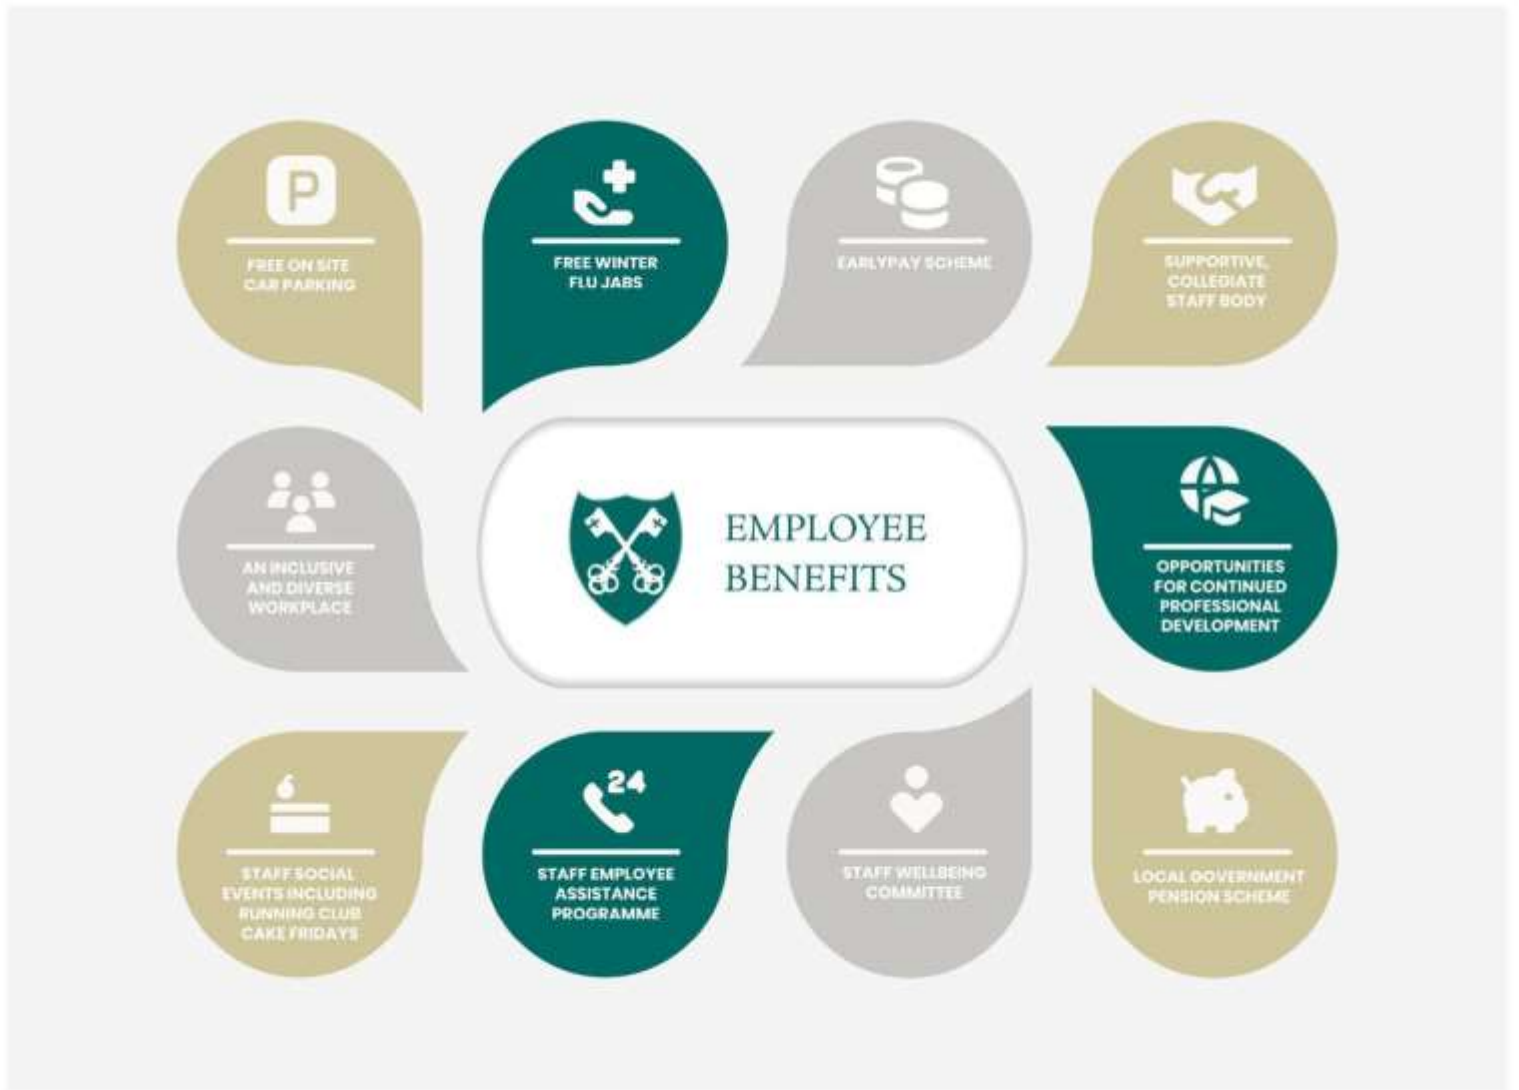 P
FREE ON SITE
CAR PARKING
FREE WINTER
FLU JABS
EARLYPAY SCHEME
SUPPORTIVE,
COLLEGIATE
STAFF BODY
AN INCLUSIVE
AND DIVERSE
WORKPLACE
EMPLOYEE
BENEFITS
OPPORTUNITIES
FOR CONTINUED
PROFESSIONAL
DEVELOPMENT
STAFF SOCIAL
EVENTS INCLUDING
RUNNING CLUB
CAKE FRIDAYS
24
STAFF EMPLOYEE
ASSISTANCE
PROGRAMME
STAFF WELLBEING
COMMITTEE
LOCAL GOVERNMENT
PENSION SCHEME